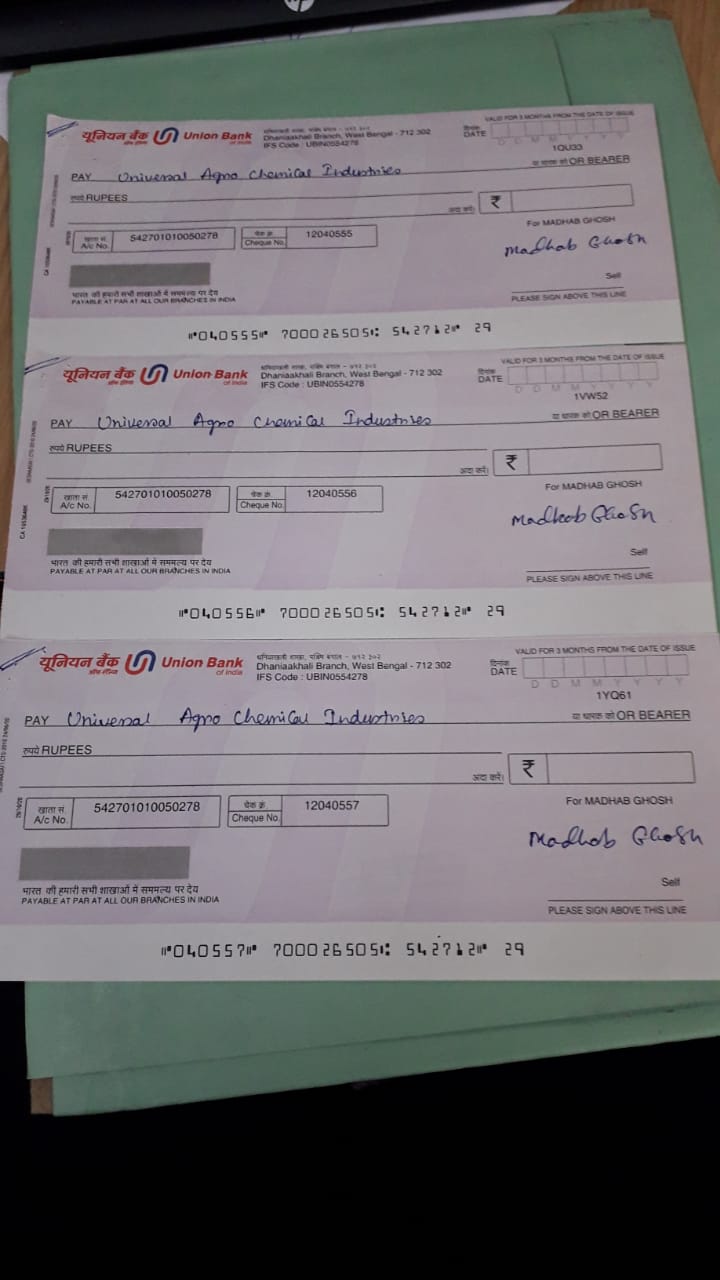 VALID FOR 3 MONTHS FROM THE DATE OF ISSUE
यूनियन बैंक Union Bank
ऑफ इंडिया of India
Dhaniaakhali Branch, West Bengal - 712 302
IFS Code : UBIN0554278
दिनांक
DATE
D D M M Y Y Y Y
1QU33
PAY Universal Agro Chemical Industries या धारक को OR BEARER
रुपये RUPEES
अदा करें। ₹
खाता सं.
A/c No. 542701010050278
चेक क्र.
Cheque No. 12040555
For MADHAB GHOSH
Madhab Ghosh
भारत की हमारी सभी शाखाओं में सममल्य पर देय
PAYABLE AT PAR AT ALL OUR BRANCHES IN INDIA
Self
PLEASE SIGN ABOVE THIS LINE
⑈040555⑈ 700026505⑆ 542712⑈ 29
VALID FOR 3 MONTHS FROM THE DATE OF ISSUE
यूनियन बैंक Union Bank
ऑफ इंडिया of India
Dhaniaakhali Branch, West Bengal - 712 302
IFS Code : UBIN0554278
दिनांक
DATE
D D M M Y Y Y Y
1VW52
PAY Universal Agro Chemical Industries या धारक को OR BEARER
रुपये RUPEES
अदा करें। ₹
खाता सं.
A/c No. 542701010050278
चेक क्र.
Cheque No. 12040556
For MADHAB GHOSH
Madhab Ghosh
भारत की हमारी सभी शाखाओं में सममल्य पर देय
PAYABLE AT PAR AT ALL OUR BRANCHES IN INDIA
Self
PLEASE SIGN ABOVE THIS LINE
⑈040556⑈ 700026505⑆ 542712⑈ 29
VALID FOR 3 MONTHS FROM THE DATE OF ISSUE
यूनियन बैंक Union Bank
ऑफ इंडिया of India
Dhaniaakhali Branch, West Bengal - 712 302
IFS Code : UBIN0554278
दिनांक
DATE
D D M M Y Y Y Y
1YQ61
PAY Universal Agro Chemical Industries या धारक को OR BEARER
रुपये RUPEES
अदा करें। ₹
खाता सं.
A/c No. 542701010050278
चेक क्र.
Cheque No. 12040557
For MADHAB GHOSH
Madhab Ghosh
भारत की हमारी सभी शाखाओं में सममल्य पर देय
PAYABLE AT PAR AT ALL OUR BRANCHES IN INDIA
Self
PLEASE SIGN ABOVE THIS LINE
⑈040557⑈ 700026505⑆ 542712⑈ 29